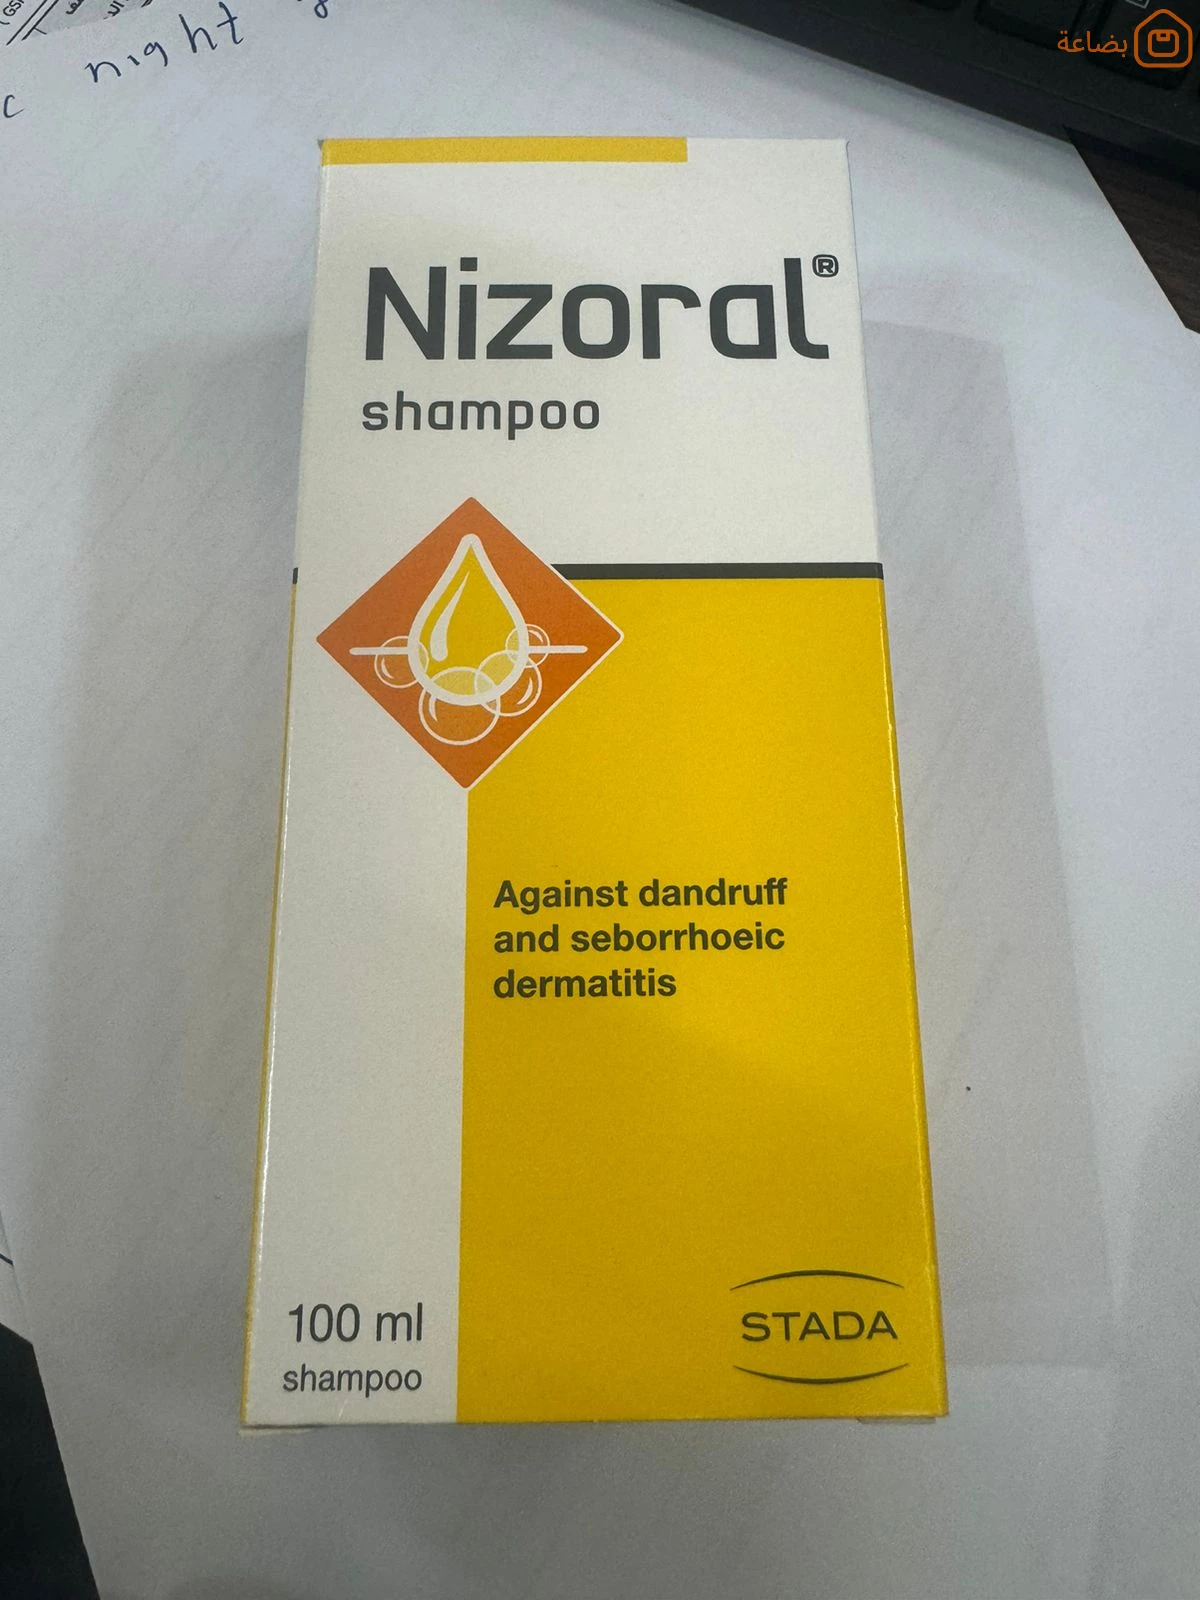 night
بضاعة
Nizoral®
shampoo
Against dandruff
and seborrhoeic
dermatitis
100 ml
shampoo
STADA